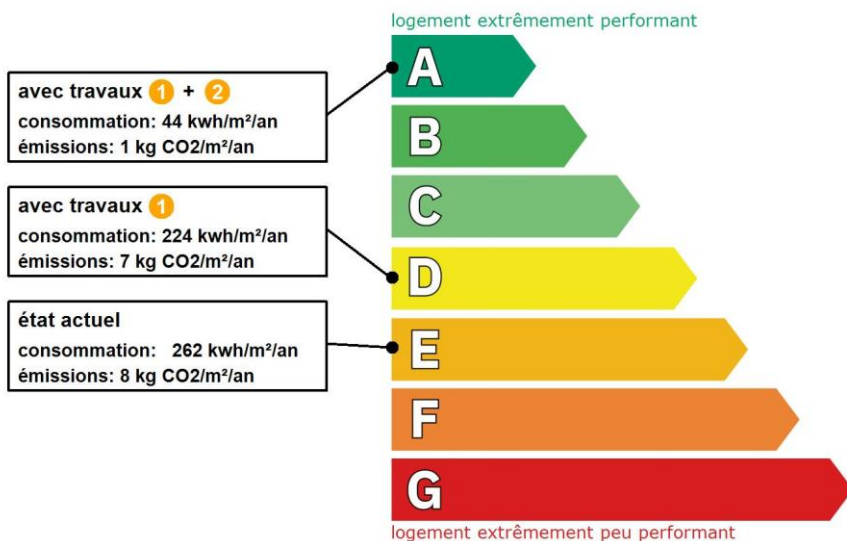 logement extrêmement performant
A
avec travaux 1 + 2
consommation: 44 kwh/m²/an
émissions: 1 kg CO2/m²/an
B
avec travaux 1
consommation: 224 kwh/m²/an
émissions: 7 kg CO2/m²/an
C
D
état actuel
consommation: 262 kwh/m²/an
émissions: 8 kg CO2/m²/an
E
F
G
logement extrêmement peu performant